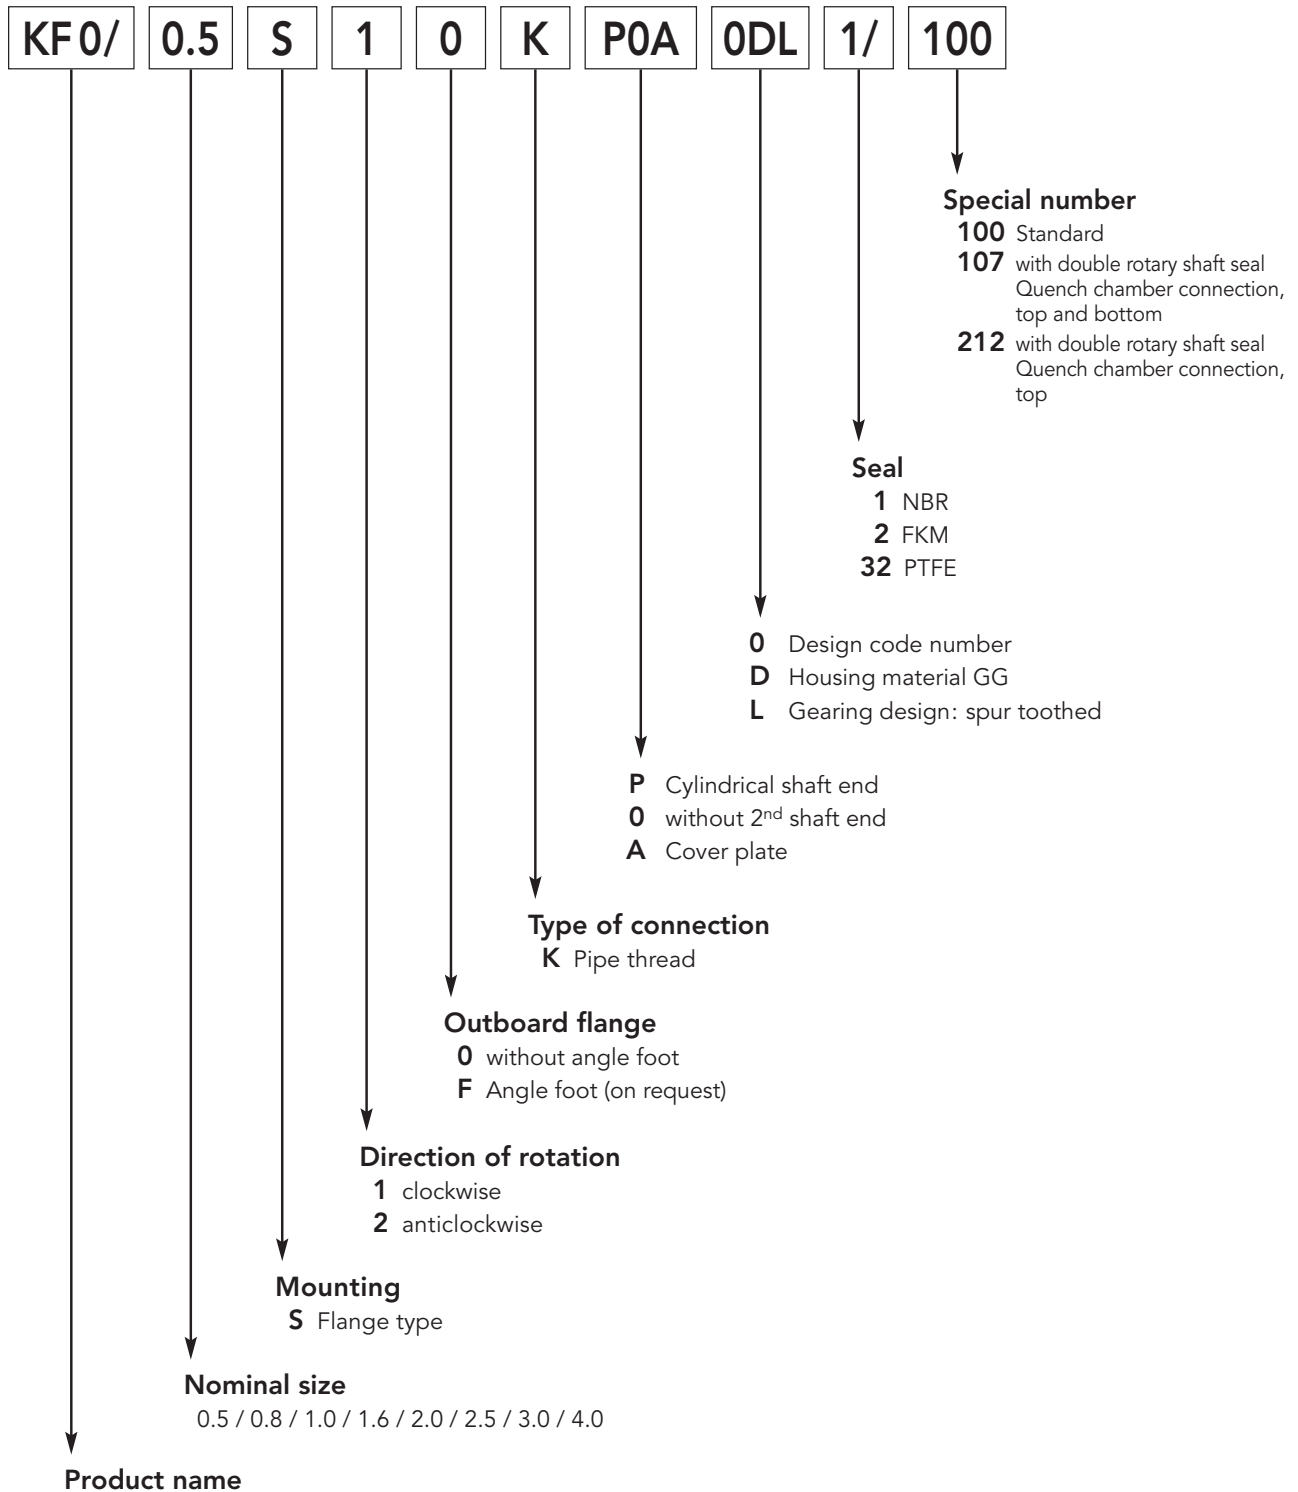 KF0/ 0.5 S 1 0 K P0A 0DL 1/ 100
Special number
100 Standard
107 with double rotary shaft seal
Quench chamber connection,
top and bottom
212 with double rotary shaft seal
Quench chamber connection,
top
Seal
1 NBR
2 FKM
32 PTFE
0 Design code number
D Housing material GG
L Gearing design: spur toothed
P Cylindrical shaft end
0 without 2nd shaft end
A Cover plate
Type of connection
K Pipe thread
Outboard flange
0 without angle foot
F Angle foot (on request)
Direction of rotation
1 clockwise
2 anticlockwise
Mounting
S Flange type
Nominal size
0.5 / 0.8 / 1.0 / 1.6 / 2.0 / 2.5 / 3.0 / 4.0
Product name